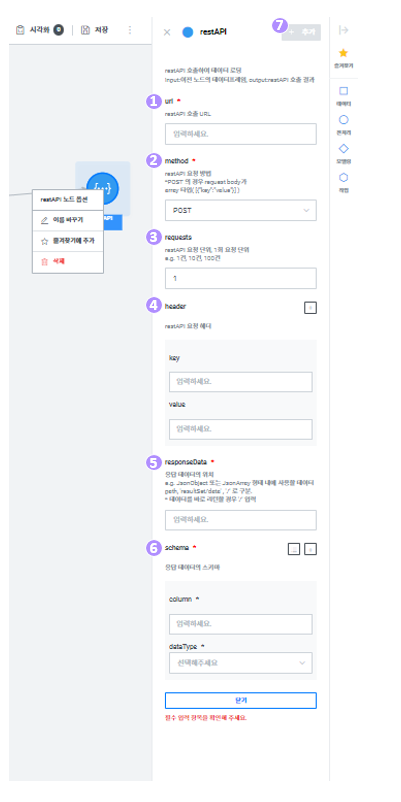 시각화
저장
restAPI
7
추가
즐겨찾기
데이터
전처리
모델링
적재
restAPI 호출하여 데이터 로딩
input:이전 노드의 데이터프레임, output:restAPI 호출 결과
1 url *
restAPI 호출 URL
입력하세요.
2 method *
restAPI 요청 방법
*POST 의 경우 request body가
array 타입( [{"key":"value"}] )
POST
restAPI 노드 옵션
이름 바꾸기
즐겨찾기에 추가
삭제
3 requests
restAPI 요청 단위, 1회 요청 단위
e.g. 1건, 10건, 100건
1
4 header
restAPI 요청 헤더
key
입력하세요.
value
입력하세요.
5 responseData *
응답 데이터의 위치
e.g. JsonObject 또는 JsonArray 형태 내에 사용할 데이터
path, 'resultSet/data' , '/' 로 구분.
* 데이터를 바로 리턴할 경우 '/' 입력
입력하세요.
6 schema *
응답 데이터의 스키마
column *
입력하세요.
dataType *
선택해주세요
닫기
필수 입력 항목을 확인해 주세요.